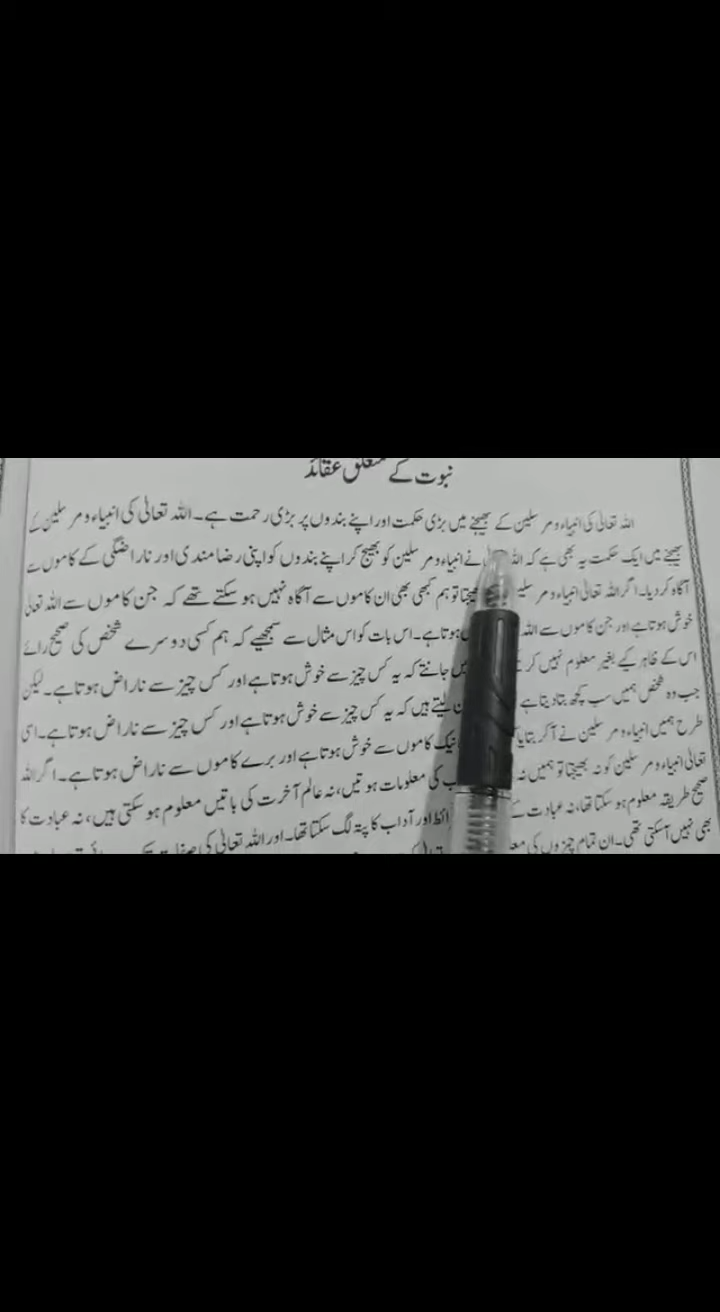 نبوت کے متعلق عقائد
اللہ تعالیٰ کی انبیاء و مرسلین کے بھیجنے میں بڑی حکمت اور اپنے بندوں پر بڑی رحمت ہے۔ اللہ تعالیٰ کی انبیاء و مرسلین کے
بھیجنے میں ایک حکمت یہ بھی ہے کہ اللہ نے انبیاء و مرسلین کو بھیج کر اپنے بندوں کو اپنی رضامندی اور ناراضگی کے کاموں سے
آگاہ کر دیا۔ اگر اللہ تعالیٰ انبیاء و مرسلین بھیجتا تو ہم کبھی بھی ان کاموں سے آگاہ نہیں ہو سکتے تھے کہ جن کاموں سے اللہ تعالیٰ
خوش ہوتا ہے اور جن کاموں سے اللہ ہوتا ہے۔ اس بات کو اس مثال سے سمجھیے کہ ہم کسی دوسرے شخص کی صحیح رائے
اس کے ظاہر کیے بغیر معلوم نہیں کر جانتے کہ یہ کس چیز سے خوش ہوتا ہے اور کس چیز سے ناراض ہوتا ہے۔ لیکن
جب وہ شخص ہمیں سب کچھ بتا دیتا ہے لیتے ہیں کہ یہ کس چیز سے خوش ہوتا ہے اور کس چیز سے ناراض ہوتا ہے۔ اسی
طرح ہمیں انبیاء و مرسلین نے آ کر بتایا نیک کاموں سے خوش ہوتا ہے اور برے کاموں سے ناراض ہوتا ہے۔ اگر اللہ
تعالیٰ انبیاء و مرسلین کو نہ بھیجتا تو ہمیں نہ کی معلومات ہوتیں، نہ عالم آخرت کی باتیں معلوم ہو سکتی ہیں، نہ عبادت کا
صحیح طریقہ معلوم ہو سکتا تھا، نہ عبادت کے اور آداب کا پتہ لگ سکتا تھا۔ اور اللہ تعالیٰ کی
بھی نہیں آ سکتی تھی۔ ان تمام چیزوں کی